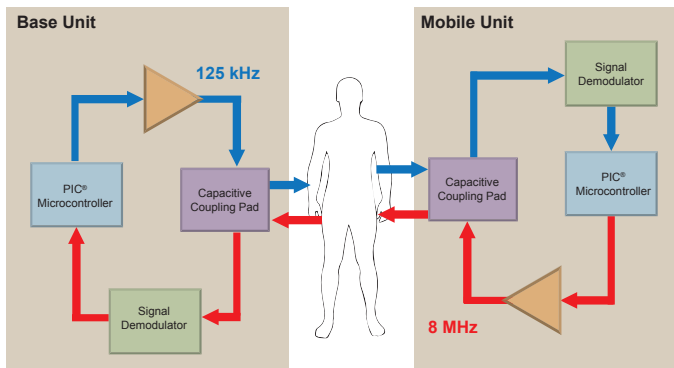 Base Unit
125 kHz
PIC®
Microcontroller
Capacitive
Coupling Pad
Signal
Demodulator
Mobile Unit
Signal
Demodulator
Capacitive
Coupling Pad
PIC®
Microcontroller
8 MHz